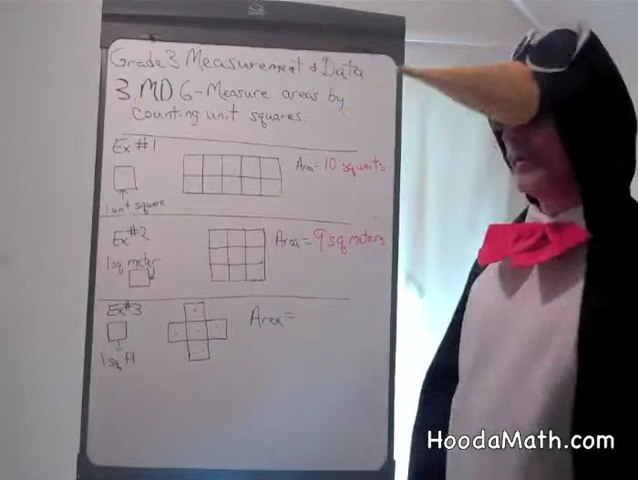 Grade 3 Measurement & Data
3.MD 6 - Measure areas by
counting unit squares.
Ex #1
Area = 10 sq units
1 unit square
Ex #2
Area = 9 sq meters
1 sq meter
Ex #3
Area =
1 sq ft
HoodaMath.com